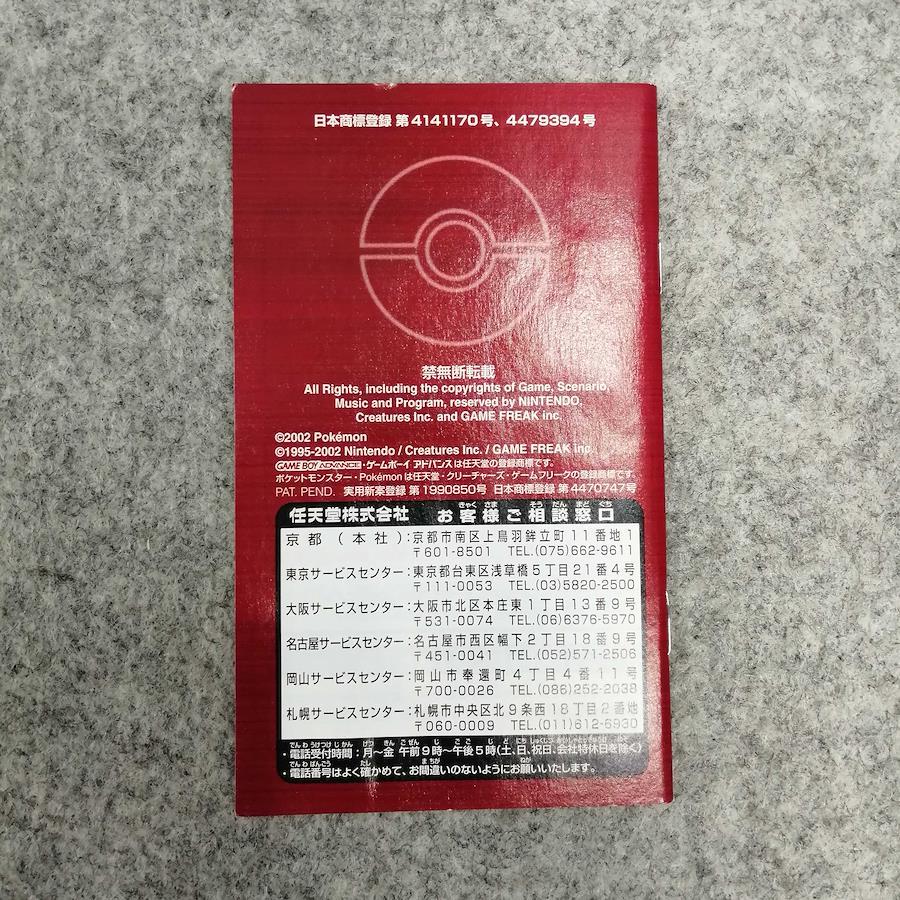 日本商標登録 第4141170号、4479394号
禁無断転載
All Rights, including the copyrights of Game, Scenario,
Music and Program, reserved by NINTENDO,
Creatures Inc. and GAME FREAK inc.
©2002 Pokémon
©1995-2002 Nintendo / Creatures Inc. / GAME FREAK inc.
GAME BOY ADVANCE・ゲームボーイ アドバンスは任天堂の登録商標です。
ポケットモンスター・Pokémonは任天堂・クリーチャーズ・ゲームフリークの登録商標です。
PAT. PEND. 実用新案登録 第1990850号 日本商標登録 第4470747号
任天堂株式会社 お客様ご相談窓口
京都(本社):京都市南区上鳥羽鉾立町11番地1
〒601-8501 TEL.(075)662-9611
東京サービスセンター:東京都台東区浅草橋5丁目21番4号
〒111-0053 TEL.(03)5820-2500
大阪サービスセンター:大阪市北区本庄東1丁目13番9号
〒531-0074 TEL.(06)6376-5970
名古屋サービスセンター:名古屋市西区幅下2丁目18番9号
〒451-0041 TEL.(052)571-2506
岡山サービスセンター:岡山市奉還町4丁目4番11号
〒700-0026 TEL.(086)252-2038
札幌サービスセンター:札幌市中央区北9条西18丁目2番地
〒060-0009 TEL.(011)612-6930
・電話受付時間:月〜金 午前9時〜午後5時(土、日、祝日、会社特休日を除く)
・電話番号はよく確かめて、お間違いのないようにお願いいたします。